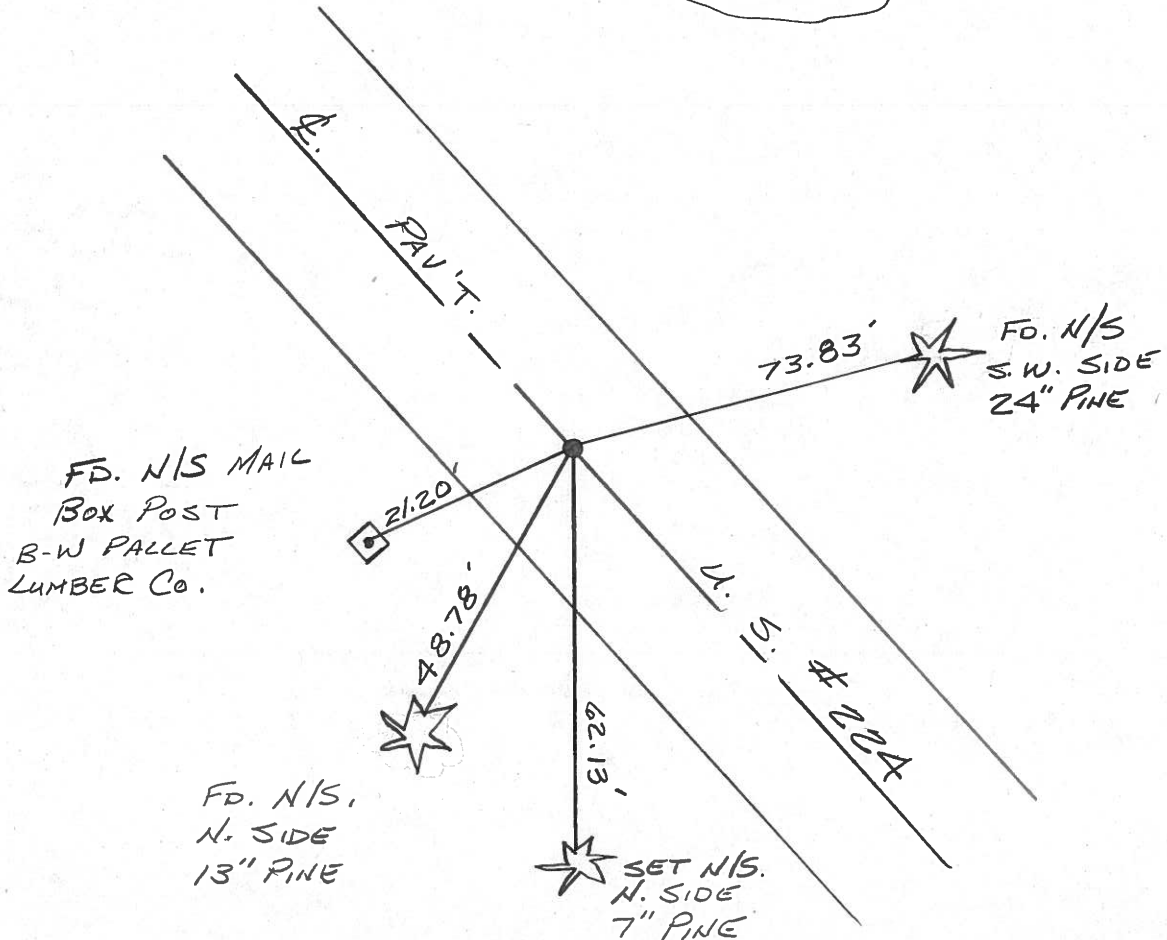 ℄.
PAV'T.
73.83'
FD. N/S
S.W. SIDE
24" PINE
FD. N/S MAIL
BOX POST
B-W PALLET
LUMBER CO.
21.20'
48.78'
62.13'
U. S. # 224
FD. N/S.
N. SIDE
13" PINE
SET N/S.
N. SIDE
7" PINE